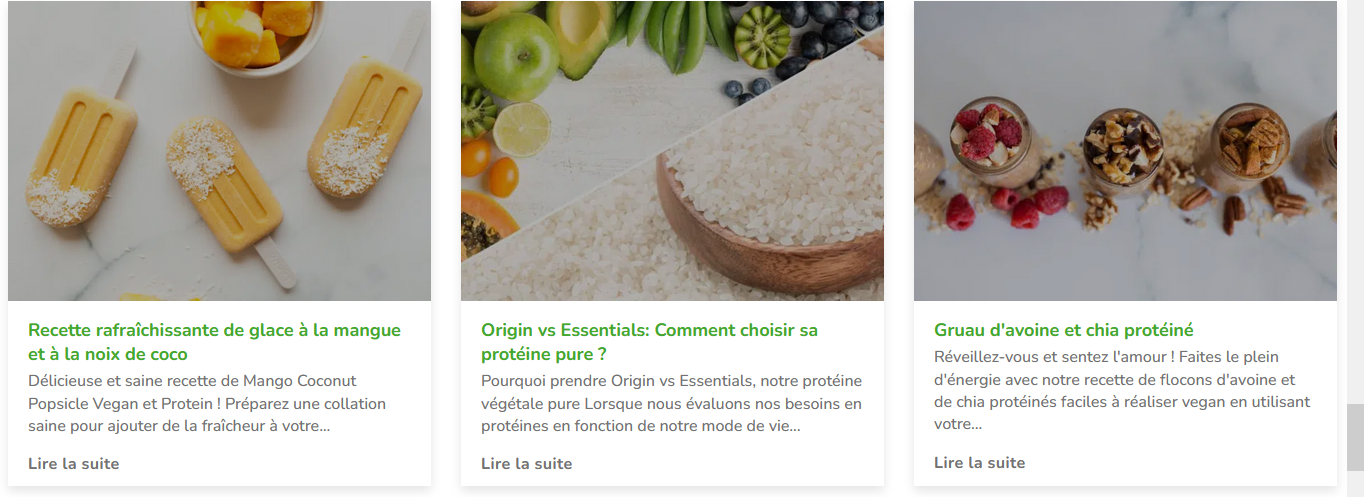 Recette rafraîchissante de glace à la mangue
et à la noix de coco
Délicieuse et saine recette de Mango Coconut
Popsicle Vegan et Protein ! Préparez une collation
saine pour ajouter de la fraîcheur à votre...
Lire la suite
Origin vs Essentials: Comment choisir sa
protéine pure ?
Pourquoi prendre Origin vs Essentials, notre protéine
végétale pure Lorsque nous évaluons nos besoins en
protéines en fonction de notre mode de vie...
Lire la suite
Gruau d'avoine et chia protéiné
Réveillez-vous et sentez l'amour ! Faites le plein
d'énergie avec notre recette de flocons d'avoine et
de chia protéinés faciles à réaliser vegan en utilisant
votre...
Lire la suite